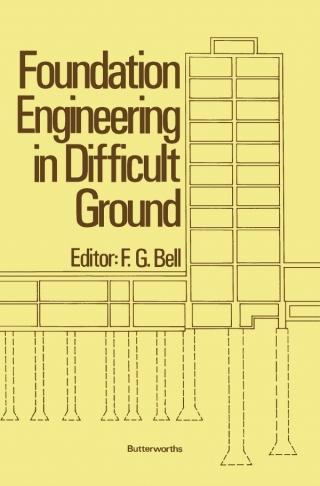 Foundation
Engineering
in Difficult
Ground
Editor: F. G. Bell
Butterworths